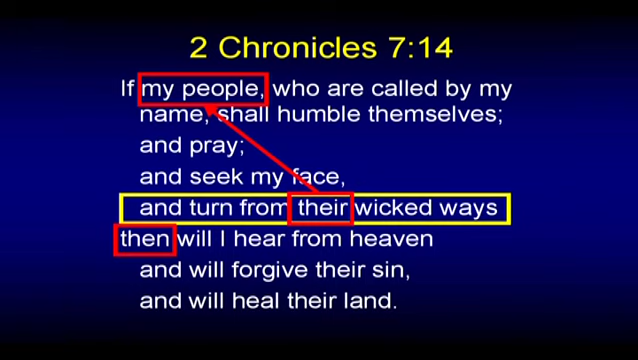 2 Chronicles 7:14
If my people, who are called by my
name, shall humble themselves;
and pray;
and seek my face,
and turn from their wicked ways
then will I hear from heaven
and will forgive their sin,
and will heal their land.